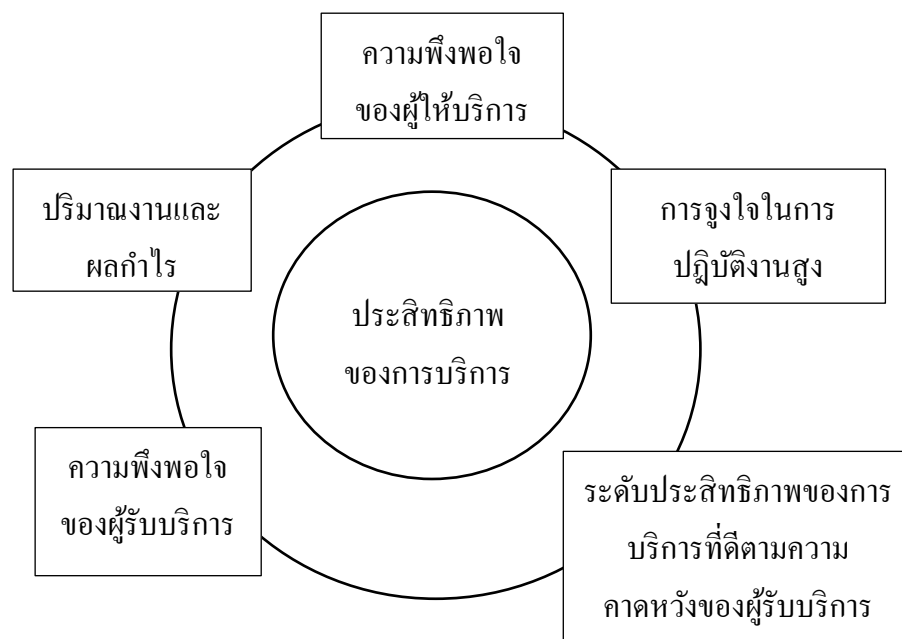 ความพึงพอใจ
ของผู้ให้บริการ
ปริมาณงานและ
ผลกำไร
การจูงใจในการ
ปฎิบัติงานสูง
ประสิทธิภาพ
ของการบริการ
ความพึงพอใจ
ของผู้รับบริการ
ระดับประสิทธิภาพของการ
บริการที่ดีตามความ
คาดหวังของผู้รับบริการ